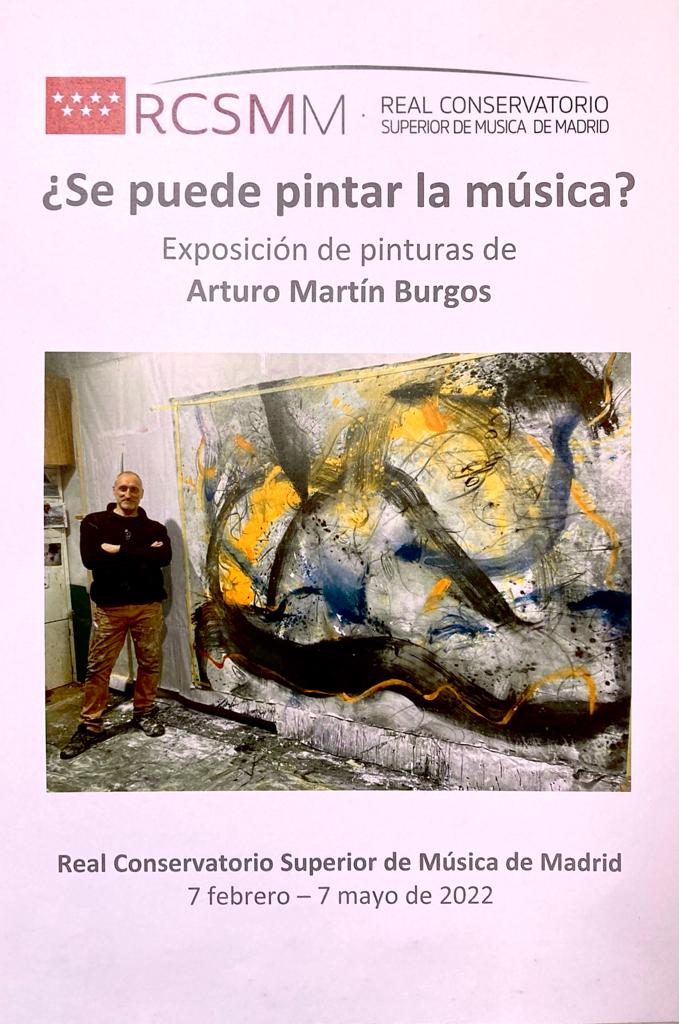 RCSMM · REAL CONSERVATORIO
SUPERIOR DE MUSICA DE MADRID
¿Se puede pintar la música?
Exposición de pinturas de
Arturo Martín Burgos
Real Conservatorio Superior de Música de Madrid
7 febrero – 7 mayo de 2022